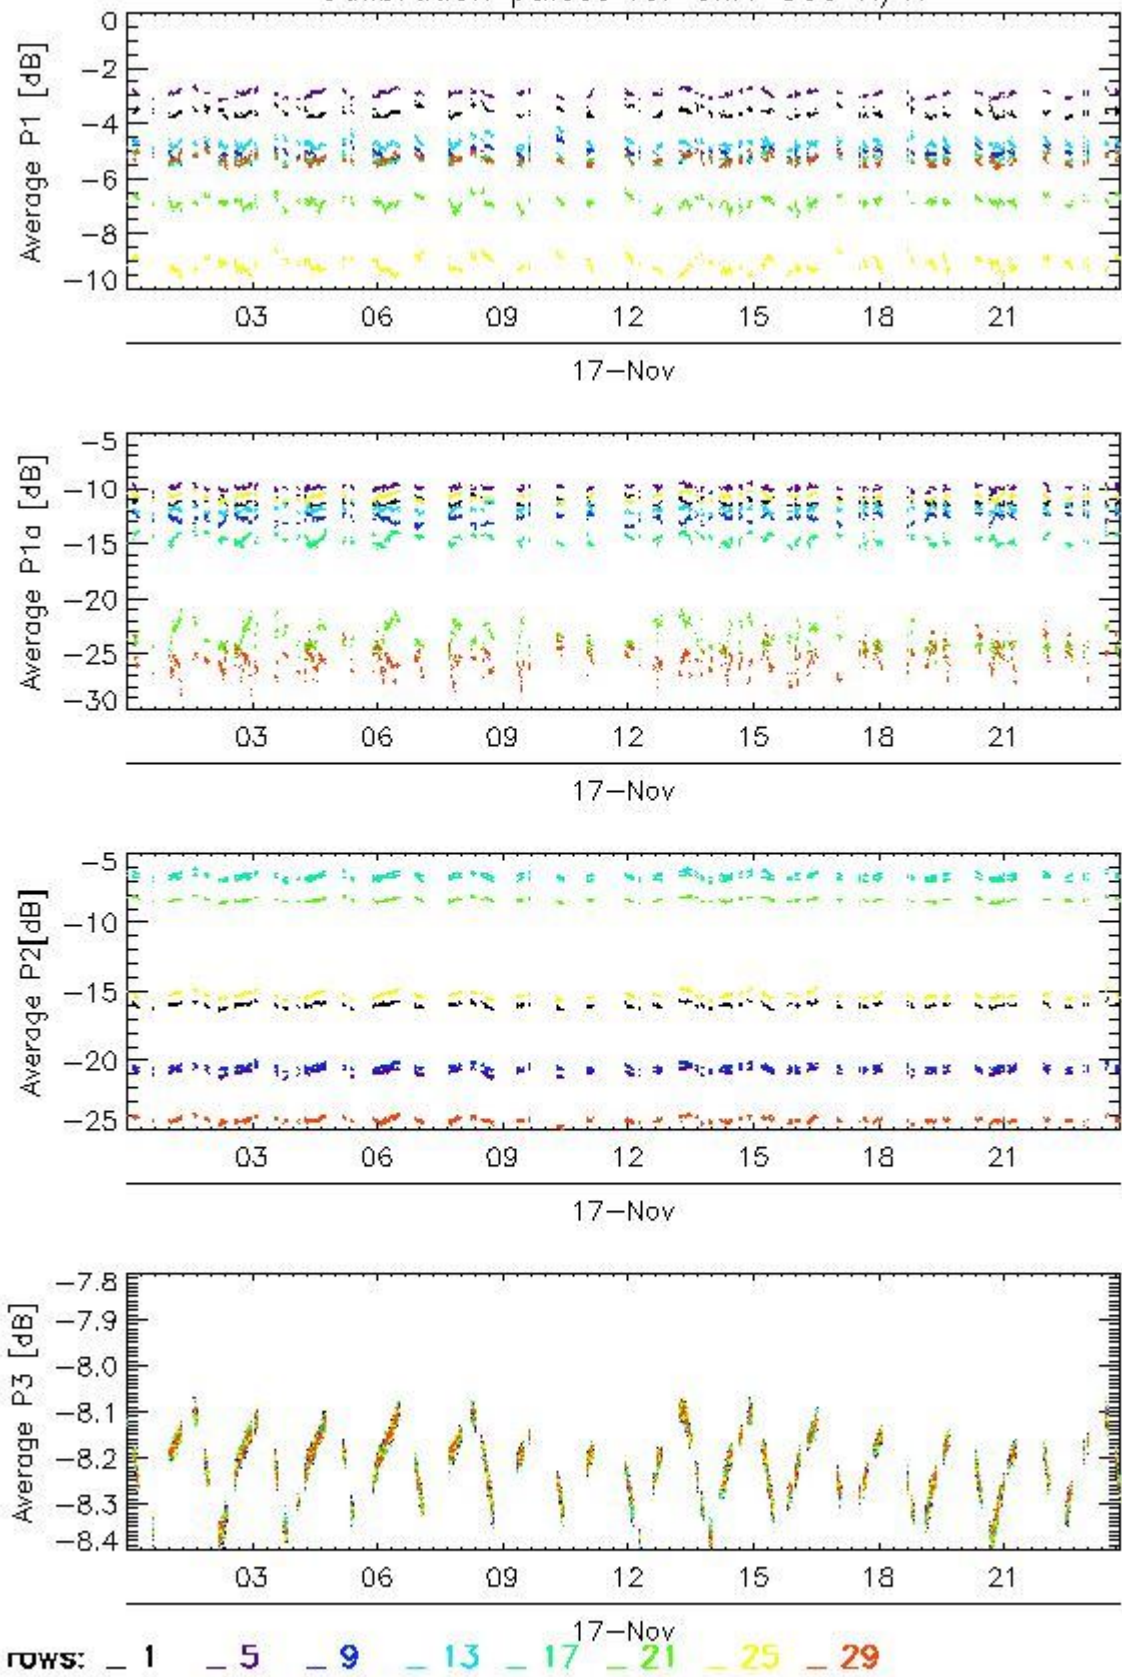 Average P1 [dB]
0
-2
-4
-6
-8
-10
03 06 09 12 15 18 21
17-Nov
Average P1a [dB]
-5
-10
-15
-20
-25
-30
03 06 09 12 15 18 21
17-Nov
Average P2[dB]
-5
-10
-15
-20
-25
03 06 09 12 15 18 21
17-Nov
Average P3 [dB]
-7.8
-7.9
-8.0
-8.1
-8.2
-8.3
-8.4
03 06 09 12 15 18 21
17-Nov
rows: _ 1 _ 5 _ 9 _ 13 _ 17 _ 21 _ 25 _ 29